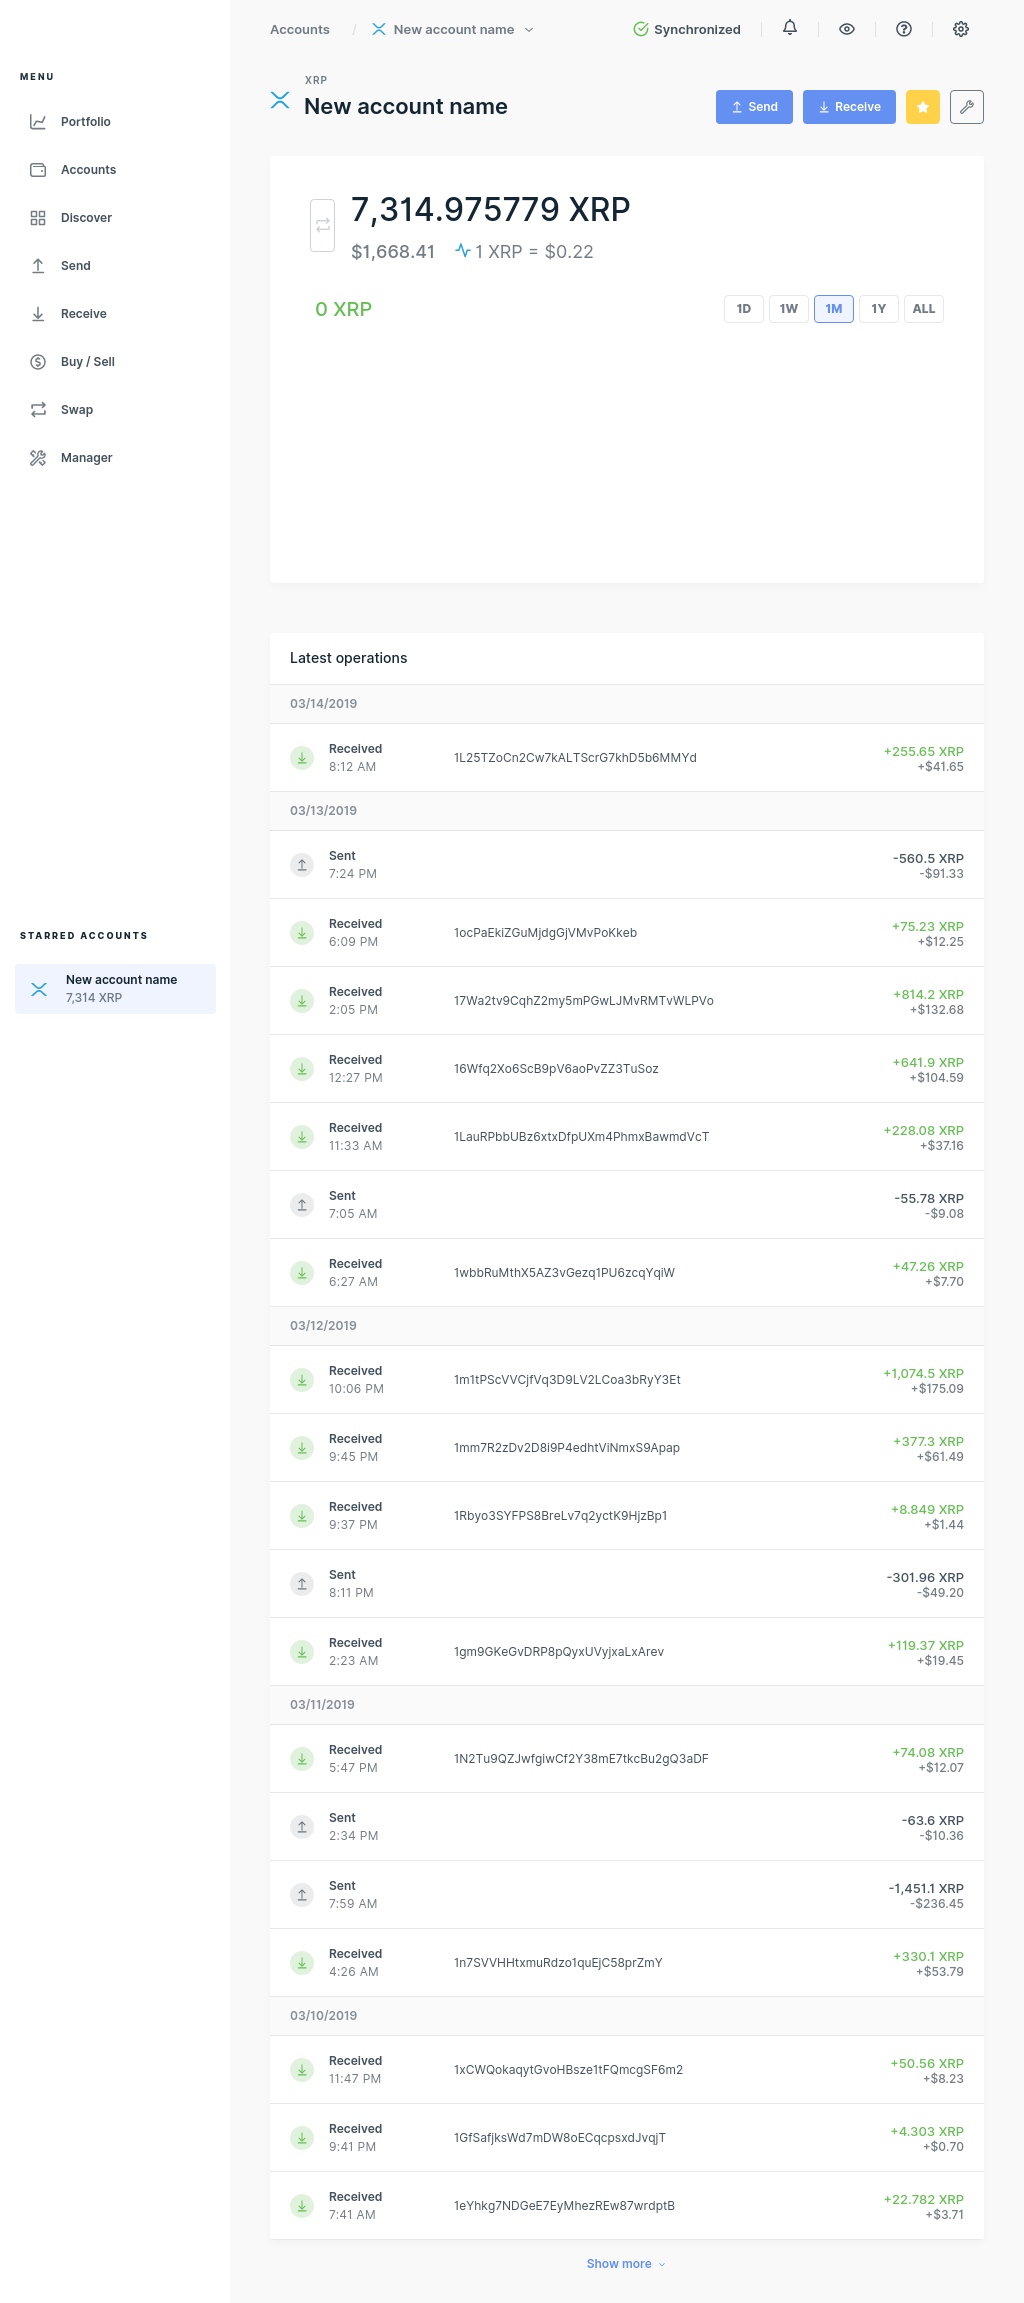 Accounts / New account name
Synchronized
MENU
Portfolio
Accounts
Discover
Send
Receive
Buy / Sell
Swap
Manager
STARRED ACCOUNTS
New account name
7,314 XRP
XRP
New account name
Send
Receive
7,314.975779 XRP
$1,668.41 1 XRP = $0.22
0 XRP
1D 1W 1M 1Y ALL
Latest operations
03/14/2019
Received
8:12 AM
1L25TZoCn2Cw7kALTScrG7khD5b6MMYd
+255.65 XRP
+$41.65
03/13/2019
Sent
7:24 PM
-560.5 XRP
-$91.33
Received
6:09 PM
1ocPaEkiZGuMjdgGjVMvPoKkeb
+75.23 XRP
+$12.25
Received
2:05 PM
17Wa2tv9CqhZ2my5mPGwLJMvRMTvWLPVo
+814.2 XRP
+$132.68
Received
12:27 PM
16Wfq2Xo6ScB9pV6aoPvZZ3TuSoz
+641.9 XRP
+$104.59
Received
11:33 AM
1LauRPbbUBz6xtxDfpUXm4PhmxBawmdVcT
+228.08 XRP
+$37.16
Sent
7:05 AM
-55.78 XRP
-$9.08
Received
6:27 AM
1wbbRuMthX5AZ3vGezq1PU6zcqYqiW
+47.26 XRP
+$7.70
03/12/2019
Received
10:06 PM
1m1tPScVVCjfVq3D9LV2LCoa3bRyY3Et
+1,074.5 XRP
+$175.09
Received
9:45 PM
1mm7R2zDv2D8i9P4edhtViNmxS9Apap
+377.3 XRP
+$61.49
Received
9:37 PM
1Rbyo3SYFPS8BreLv7q2yctK9HjzBp1
+8.849 XRP
+$1.44
Sent
8:11 PM
-301.96 XRP
-$49.20
Received
2:23 AM
1gm9GKeGvDRP8pQyxUVyjxaLxArev
+119.37 XRP
+$19.45
03/11/2019
Received
5:47 PM
1N2Tu9QZJwfgiwCf2Y38mE7tkcBu2gQ3aDF
+74.08 XRP
+$12.07
Sent
2:34 PM
-63.6 XRP
-$10.36
Sent
7:59 AM
-1,451.1 XRP
-$236.45
Received
4:26 AM
1n7SVVHHtxmuRdzo1quEjC58prZmY
+330.1 XRP
+$53.79
03/10/2019
Received
11:47 PM
1xCWQokaqytGvoHBsze1tFQmcgSF6m2
+50.56 XRP
+$8.23
Received
9:41 PM
1GfSafjksWd7mDW8oECqcpsxdJvqjT
+4.303 XRP
+$0.70
Received
7:41 AM
1eYhkg7NDGeE7EyMhezREw87wrdptB
+22.782 XRP
+$3.71
Show more